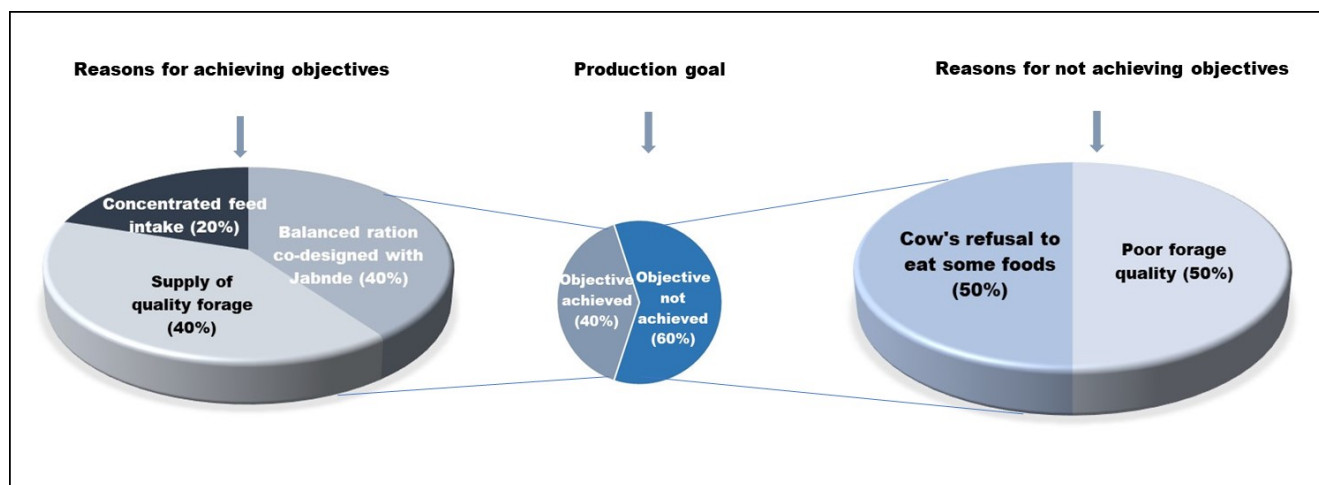 Reasons for achieving objectives
Production goal
Reasons for not achieving objectives
Concentrated feed
intake (20%)
Balanced ration
co-designed with
Jabnde (40%)
Supply of
quality forage
(40%)
Objective
achieved
(40%)
Objective
not
achieved
(60%)
Cow's refusal to
eat some foods
(50%)
Poor forage
quality (50%)